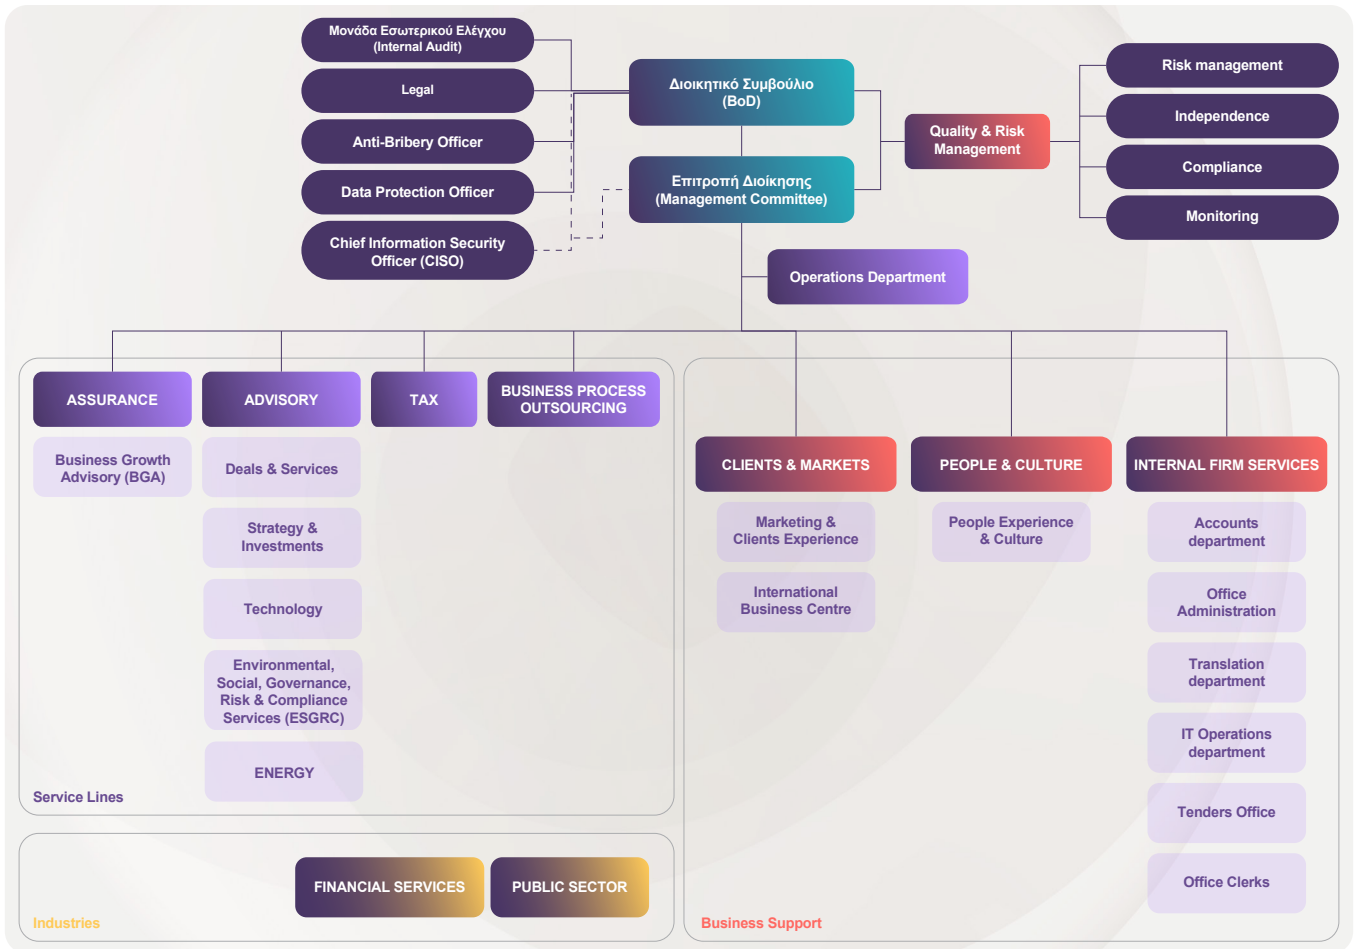 Μονάδα Εσωτερικού Ελέγχου
(Internal Audit)
Legal
Anti-Bribery Officer
Data Protection Officer
Chief Information Security
Officer (CISO)
Διοικητικό Συμβούλιο
(BoD)
Επιτροπή Διοίκησης
(Management Committee)
Quality & Risk
Management
Risk management
Independence
Compliance
Monitoring
Operations Department
ASSURANCE
Business Growth
Advisory (BGA)
ADVISORY
Deals & Services
Strategy &
Investments
Technology
Environmental,
Social, Governance,
Risk & Compliance
Services (ESGRC)
ENERGY
TAX
BUSINESS PROCESS
OUTSOURCING
Service Lines
CLIENTS & MARKETS
Marketing &
Clients Experience
International
Business Centre
PEOPLE & CULTURE
People Experience
& Culture
INTERNAL FIRM SERVICES
Accounts
department
Office
Administration
Translation
department
IT Operations
department
Tenders Office
Office Clerks
Business Support
FINANCIAL SERVICES
PUBLIC SECTOR
Industries